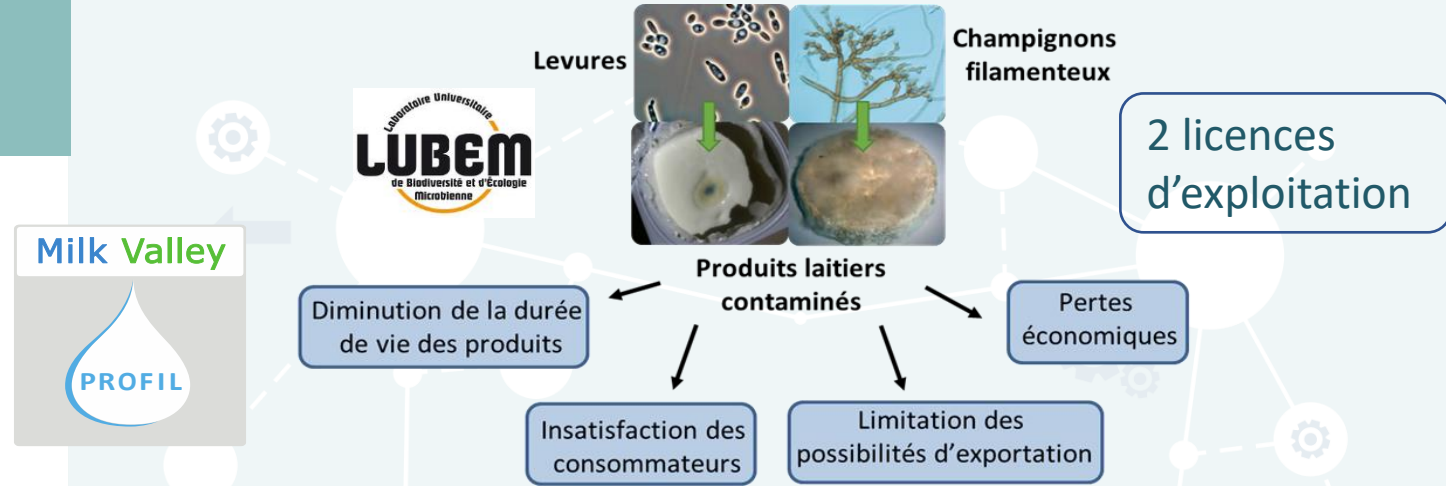 Levures
Champignons
filamenteux
Laboratoire Universitaire
LUBEM
de Biodiversité et d'Écologie
Microbienne
2 licences
d'exploitation
Milk Valley
PROFIL
Produits laitiers
contaminés
Diminution de la durée
de vie des produits
Pertes
économiques
Insatisfaction des
consommateurs
Limitation des
possibilités d'exportation